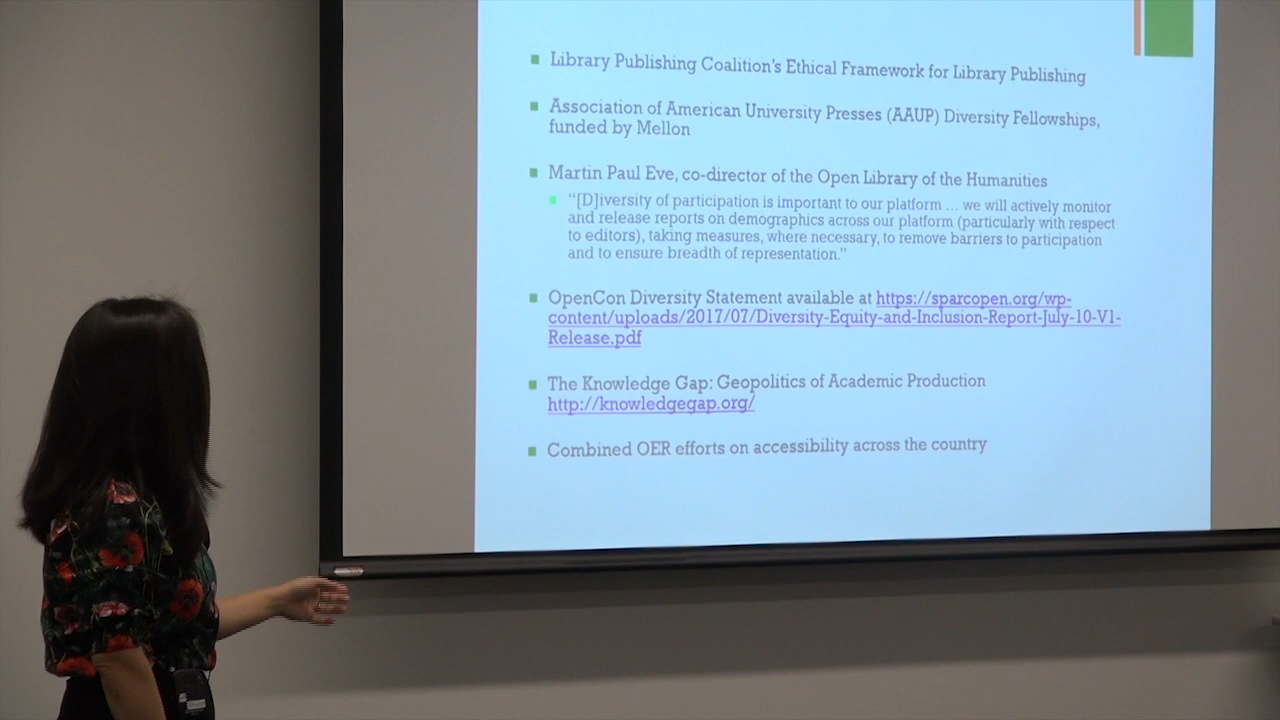 Library Publishing Coalition's Ethical Framework for Library Publishing
Association of American University Presses (AAUP) Diversity Fellowships,
funded by Mellon
Martin Paul Eve, co-director of the Open Library of the Humanities
"[D]iversity of participation is important to our platform … we will actively monitor
and release reports on demographics across our platform (particularly with respect
to editors), taking measures, where necessary, to remove barriers to participation
and to ensure breadth of representation."
OpenCon Diversity Statement available at https://sparcopen.org/wp-
content/uploads/2017/07/Diversity-Equity-and-Inclusion-Report-July-10-V1-
Release.pdf
The Knowledge Gap: Geopolitics of Academic Production
http://knowledgegap.org/
Combined OER efforts on accessibility across the country